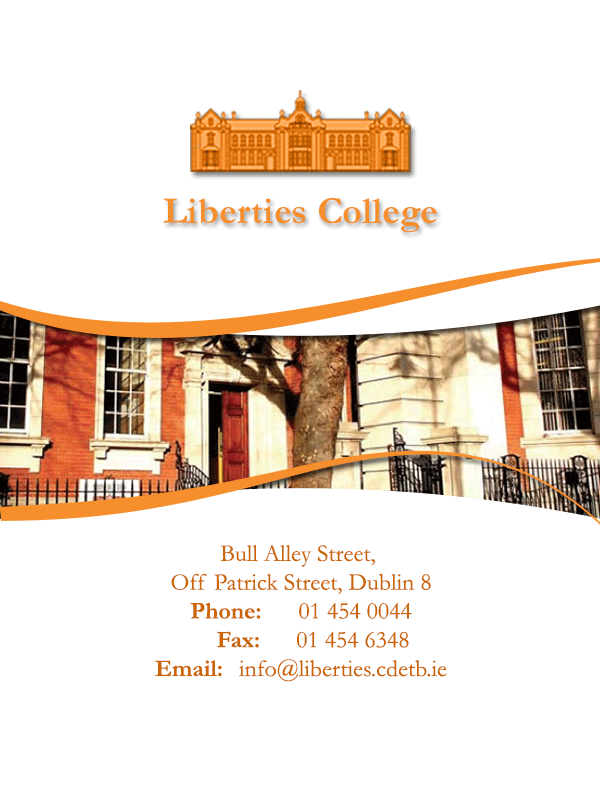 Liberties College
Bull Alley Street,
Off Patrick Street, Dublin 8
Phone: 01 454 0044
Fax: 01 454 6348
Email: info@liberties.cdetb.ie